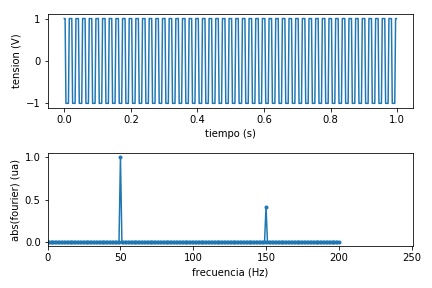 tension (V)
1
0
−1
0.0 0.2 0.4 0.6 0.8 1.0
tiempo (s)
abs(fourier) (ua)
1.0
0.5
0.0
0 50 100 150 200 250
frecuencia (Hz)